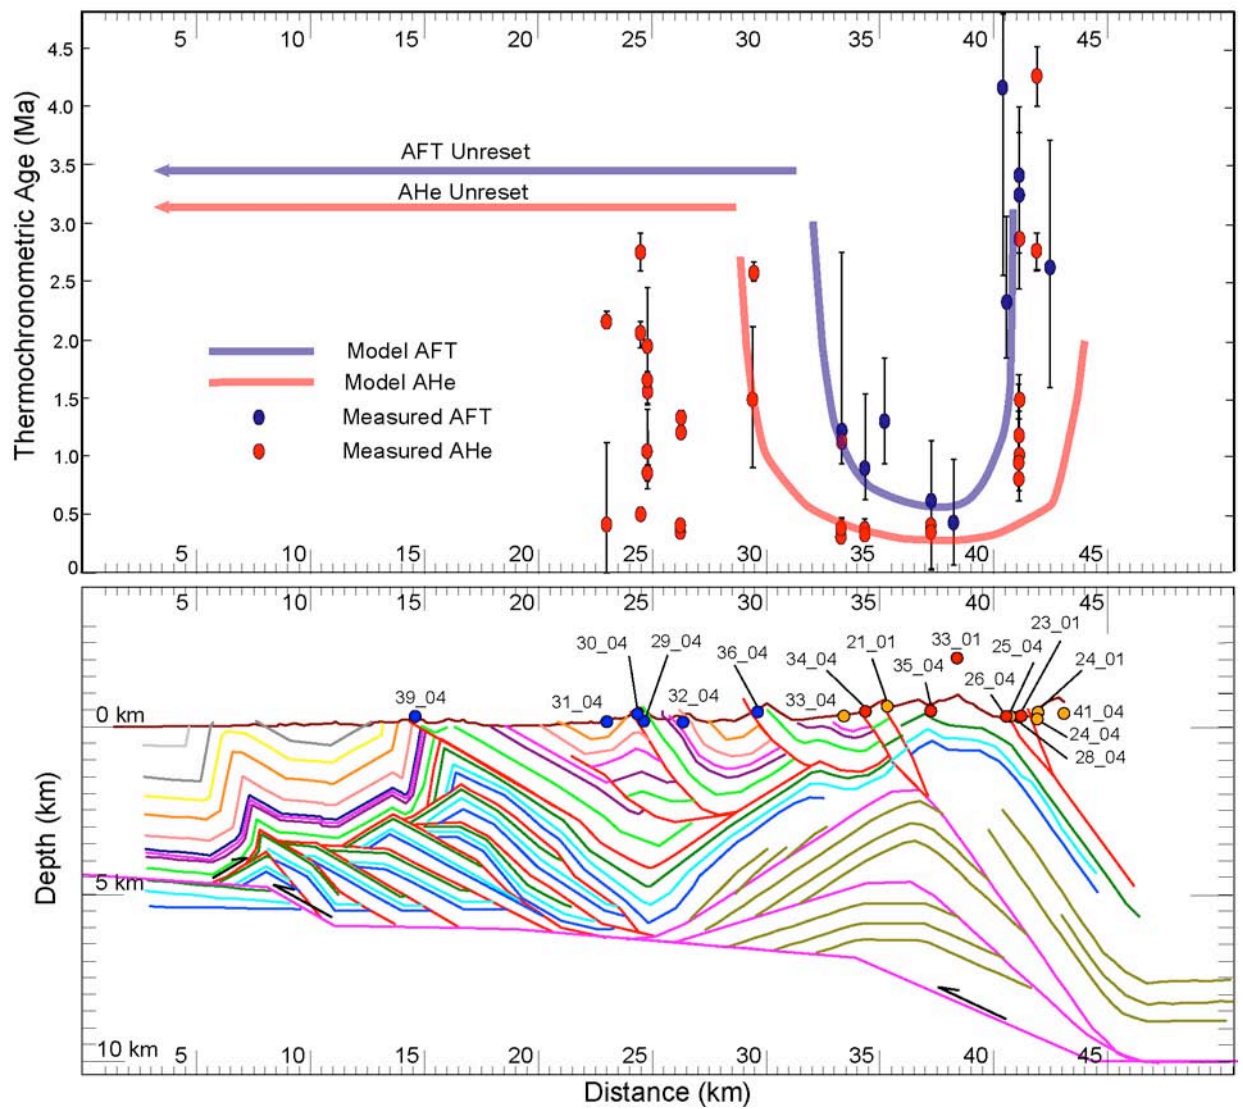 5 10 15 20 25 30 35 40 45
4.5
4.0
3.5
3.0
2.5
2.0
1.5
1.0
0.5
0
Thermochronometric Age (Ma)
AFT Unreset
AHe Unreset
Model AFT
Model AHe
Measured AFT
Measured AHe
5 10 15 20 25 30 35 40 45
5 10 15 20 25 30 35 40 45
23_01
25_04
33_01
21_01
30_04
29_04
36_04
34_04
35_04
26_04
24_01
39_04
31_04
32_04
33_04
41_04
24_04
28_04
0 km
5 km
10 km
Depth (km)
5 10 15 20 25 30 35 40 45
Distance (km)